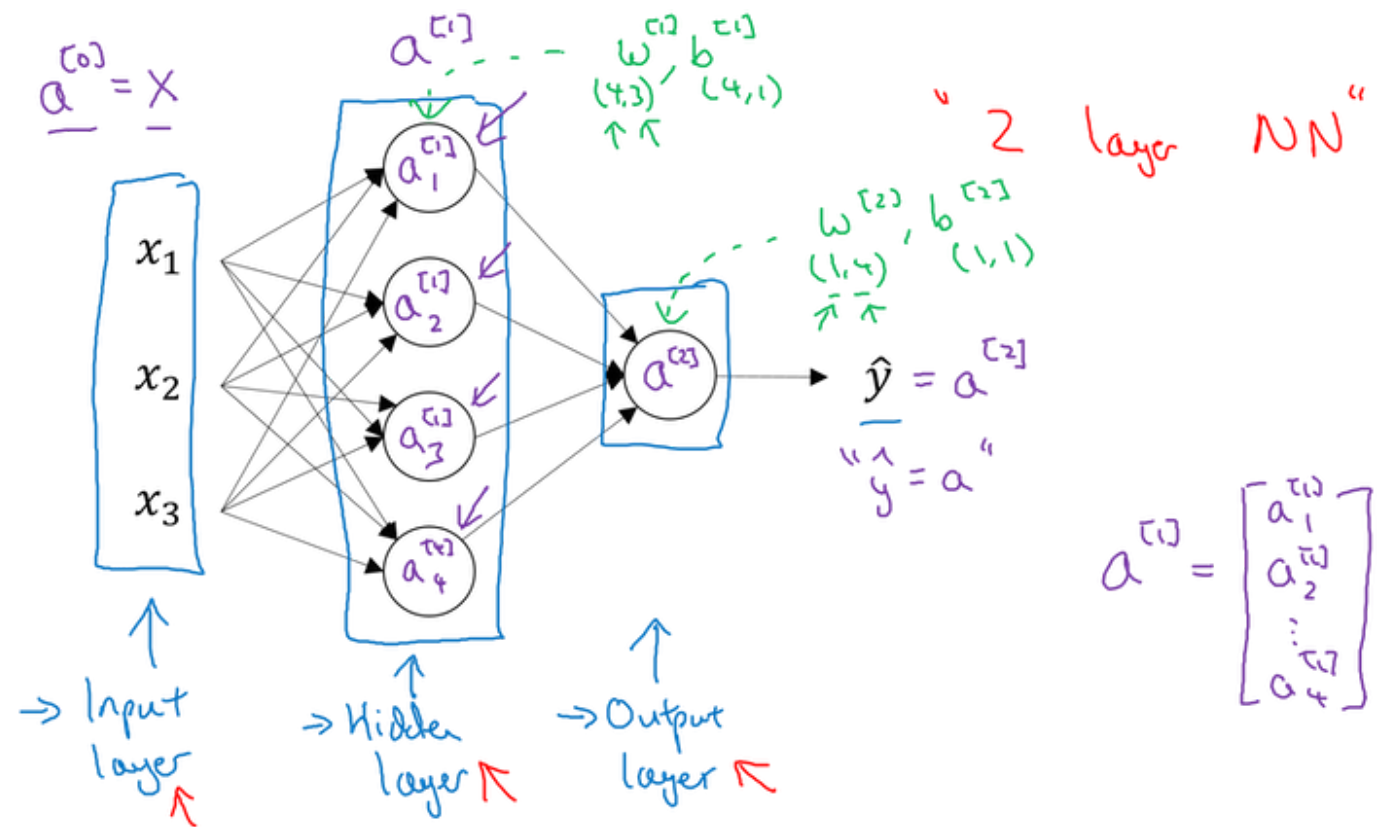 a^[0] = X
a^[1]
w^[1], b^[1]
(4,3) (4,1)
"2 layer NN"
x₁
x₂
x₃
a₁^[1]
a₂^[1]
a₃^[1]
a₄^[4]
w^[2], b^[2]
(1,4) (1,1)
a^[2]
ŷ = a^[2]
"ŷ = a"
a^[1] = [a₁^[1]
a₂^[1]
⋮
a₄^[1]]
→ Input
layer
→ Hidden
layer
→ Output
layer